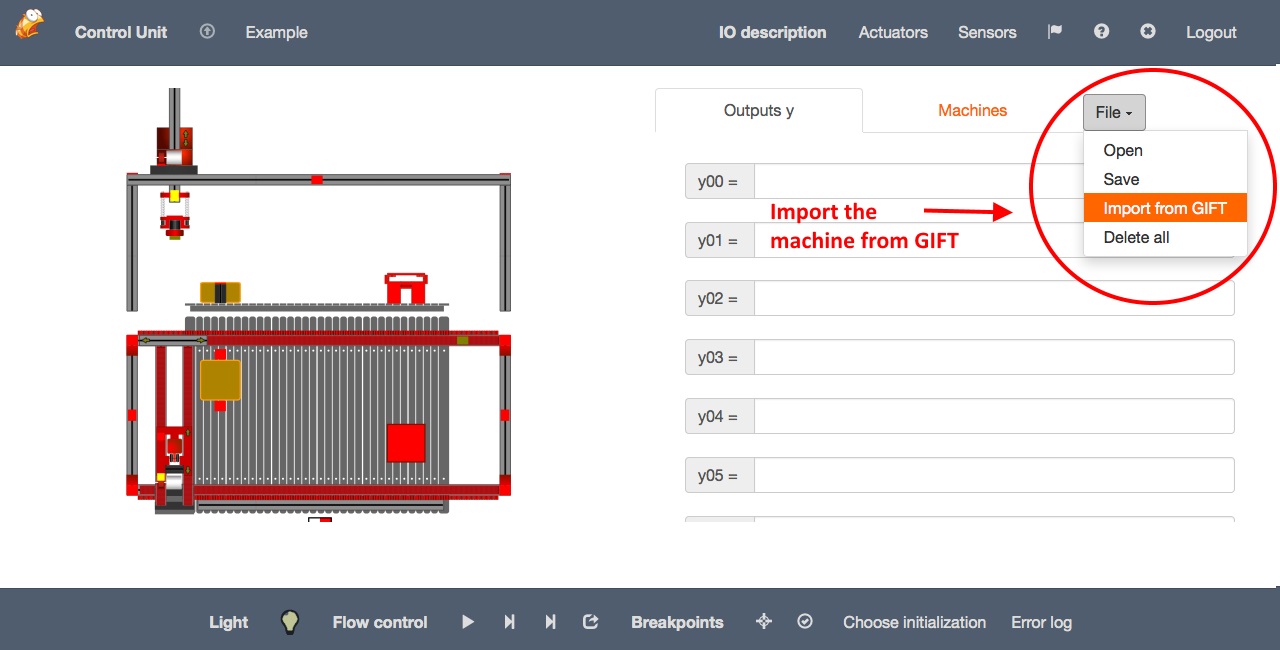 Control Unit Example IO description Actuators Sensors Logout
Outputs y Machines File
Open
Save
Import from GIFT
Delete all
y00 =
Import the
machine from GIFT
y01 =
y02 =
y03 =
y04 =
y05 =
Light Flow control Breakpoints Choose initialization Error log